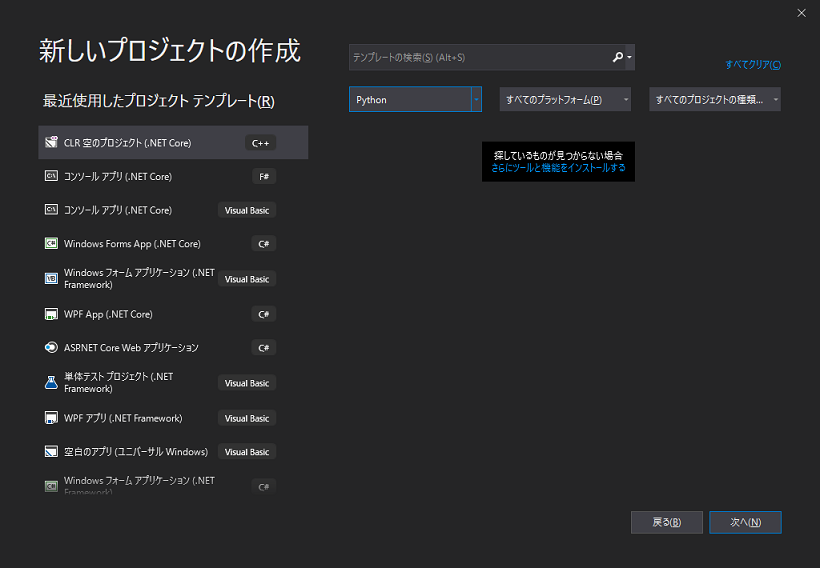 新しいプロジェクトの作成
最近使用したプロジェクト テンプレート(R)
CLR 空のプロジェクト (.NET Core)
C++
コンソール アプリ (.NET Core)
F#
コンソール アプリ (.NET Core)
Visual Basic
Windows Forms App (.NET Core)
C#
Windows フォーム アプリケーション (.NET
Framework)
Visual Basic
WPF App (.NET Core)
C#
ASP.NET Core Web アプリケーション
C#
単体テスト プロジェクト (.NET
Framework)
Visual Basic
WPF アプリ (.NET Framework)
Visual Basic
空白のアプリ (ユニバーサル Windows)
Visual Basic
Windows フォーム アプリケーション (.NET
Framework)
C#
テンプレートの検索(S) (Alt+S)
すべてクリア(C)
Python
すべてのプラットフォーム(P)
すべてのプロジェクトの種類...
探しているものが見つからない場合
さらにツールと機能をインストールする
戻る(B)
次へ(N)